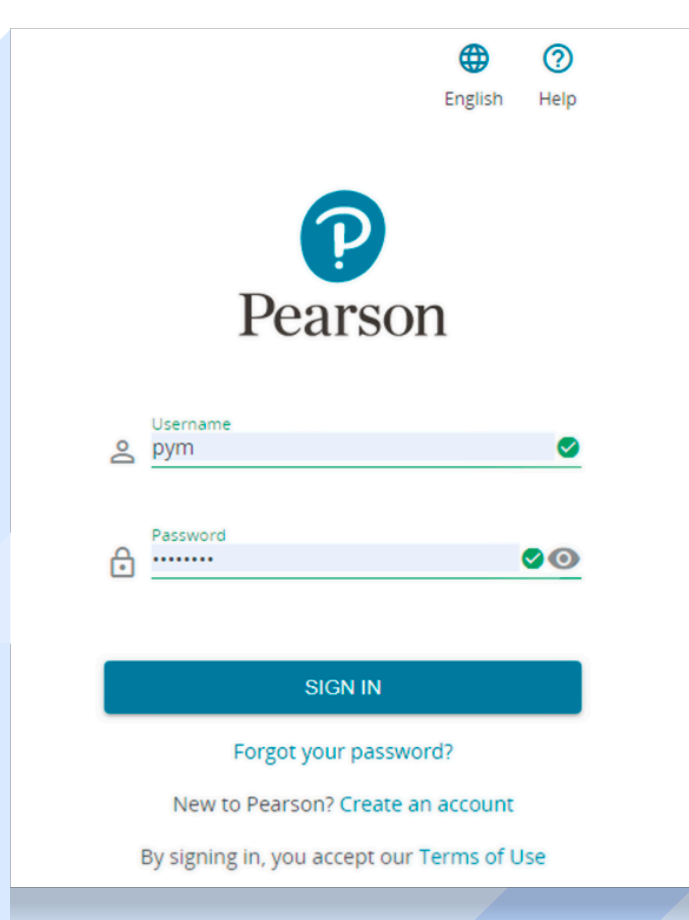 English Help
Pearson
Username
pym
Password
••••••••
SIGN IN
Forgot your password?
New to Pearson? Create an account
By signing in, you accept our Terms of Use